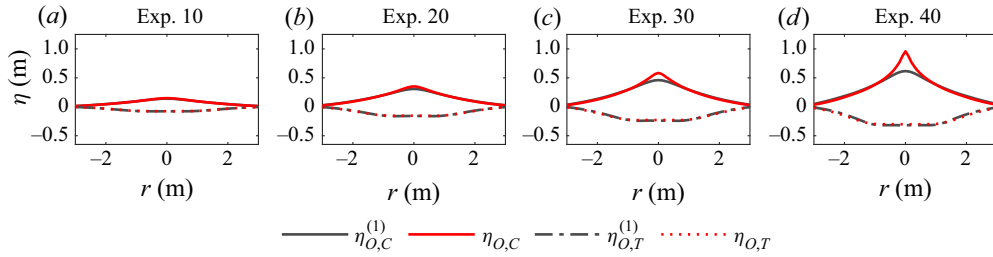 (a) Exp. 10 (b) Exp. 20 (c) Exp. 30 (d) Exp. 40
1.0 1.0 1.0 1.0
η (m)
0.5 0.5 0.5 0.5
0 0 0 0
–0.5 –0.5 –0.5 –0.5
–2 0 2 –2 0 2 –2 0 2 –2 0 2
r (m) r (m) r (m) r (m)
η_{O,C}^{(1)} η_{O,C} η_{O,T}^{(1)} η_{O,T}